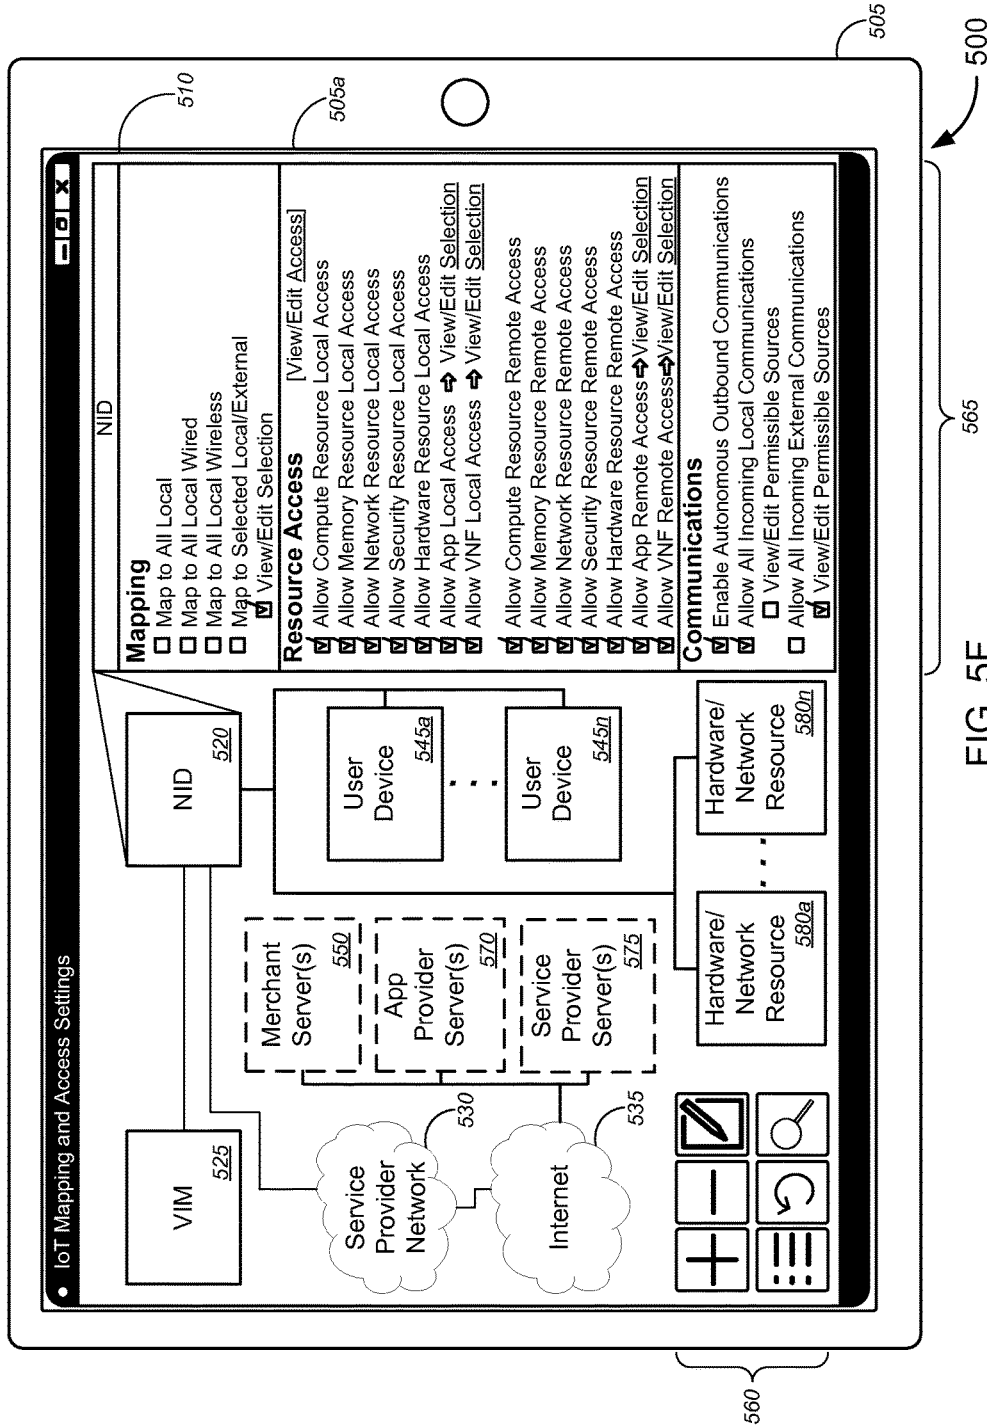 IoT Mapping and Access Settings
VIM
525
NID
520
Service
Provider
Network
530
Internet
535
Merchant
Server(s)
550
App
Provider
Server(s)
570
Service
Provider
Server(s)
575
User
Device
545a
. . .
User
Device
545n
Hardware/
Network
Resource
580a
. . .
Hardware/
Network
Resource
580n
NID
Mapping
Map to All Local
Map to All Local Wired
Map to All Local Wireless
Map to Selected Local/External
View/Edit Selection
Resource Access [View/Edit Access]
Allow Compute Resource Local Access
Allow Memory Resource Local Access
Allow Network Resource Local Access
Allow Security Resource Local Access
Allow Hardware Resource Local Access
Allow App Local Access ⇨ View/Edit Selection
Allow VNF Local Access ⇨ View/Edit Selection
Allow Compute Resource Remote Access
Allow Memory Resource Remote Access
Allow Network Resource Remote Access
Allow Security Resource Remote Access
Allow Hardware Resource Remote Access
Allow App Remote Access⇨View/Edit Selection
Allow VNF Remote Access⇨View/Edit Selection
Communications
Enable Autonomous Outbound Communications
Allow All Incoming Local Communications
View/Edit Permissible Sources
Allow All Incoming External Communications
View/Edit Permissible Sources
510
505a
505
500
560
565
FIG. 5E